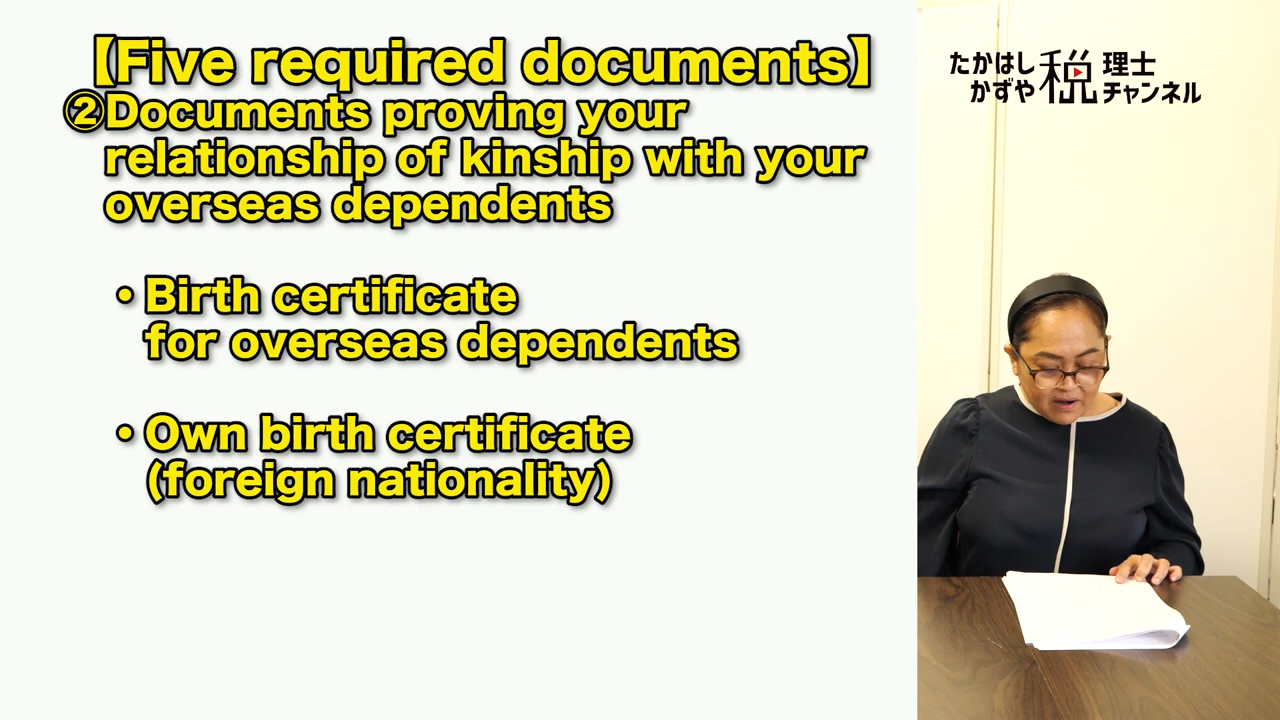 【Five required documents】
②Documents proving your
relationship of kinship with your
overseas dependents
・Birth certificate
for overseas dependents
・Own birth certificate
(foreign nationality)
たかはし
かずや
税理士
チャンネル